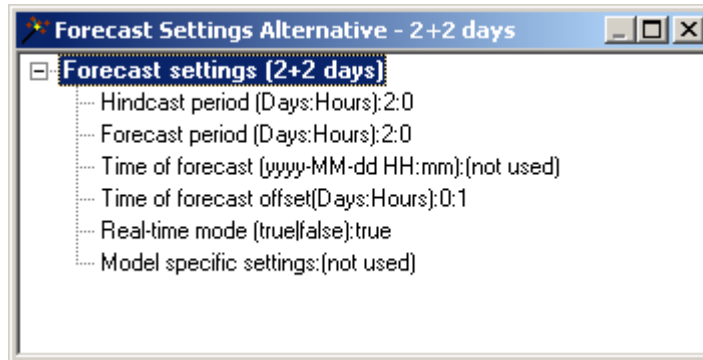 Forecast Settings Alternative - 2+2 days
Forecast settings (2+2 days)
Hindcast period (Days:Hours):2:0
Forecast period (Days:Hours):2:0
Time of forecast (yyyy-MM-dd HH:mm):(not used)
Time of forecast offset(Days:Hours):0:1
Real-time mode (true|false):true
Model specific settings:(not used)